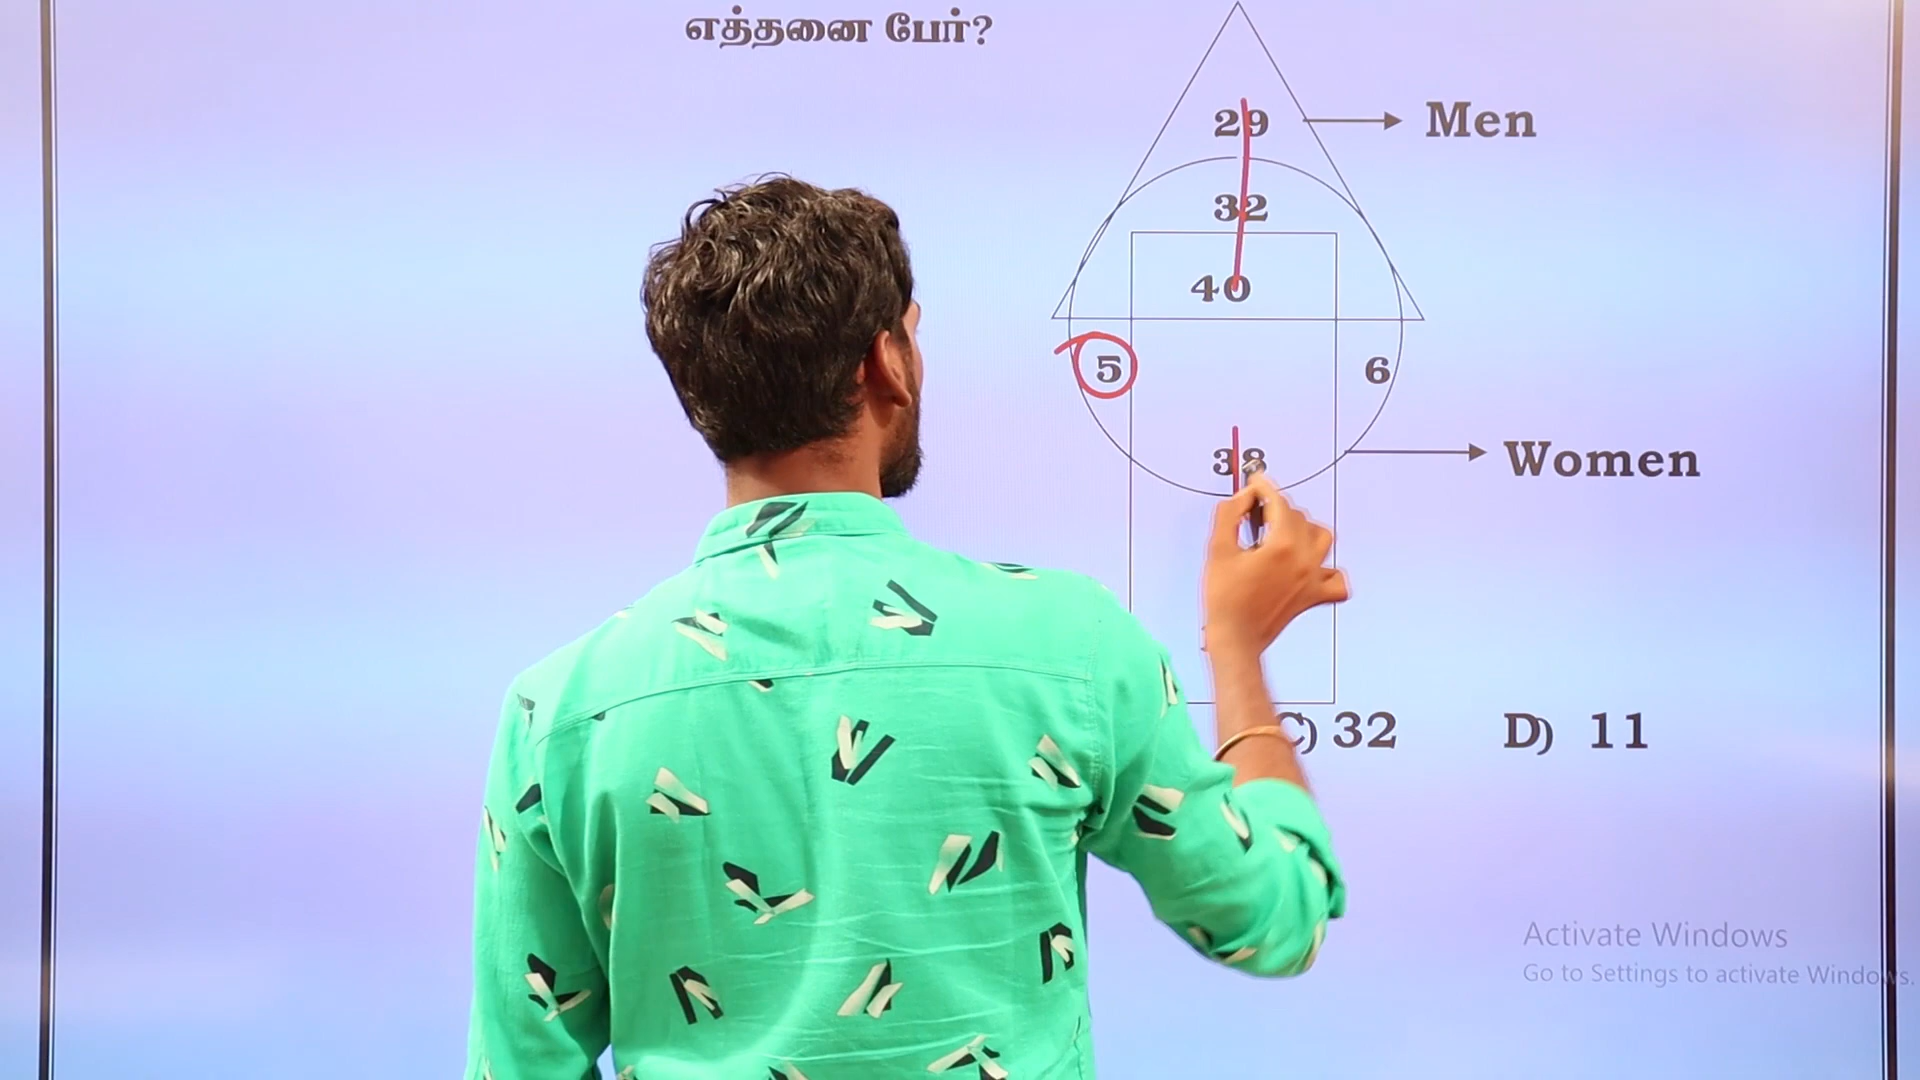 எத்தனை பேர்?
29
Men
32
40
5
6
38
Women
C) 32
D) 11
Activate Windows
Go to Settings to activate Windows.